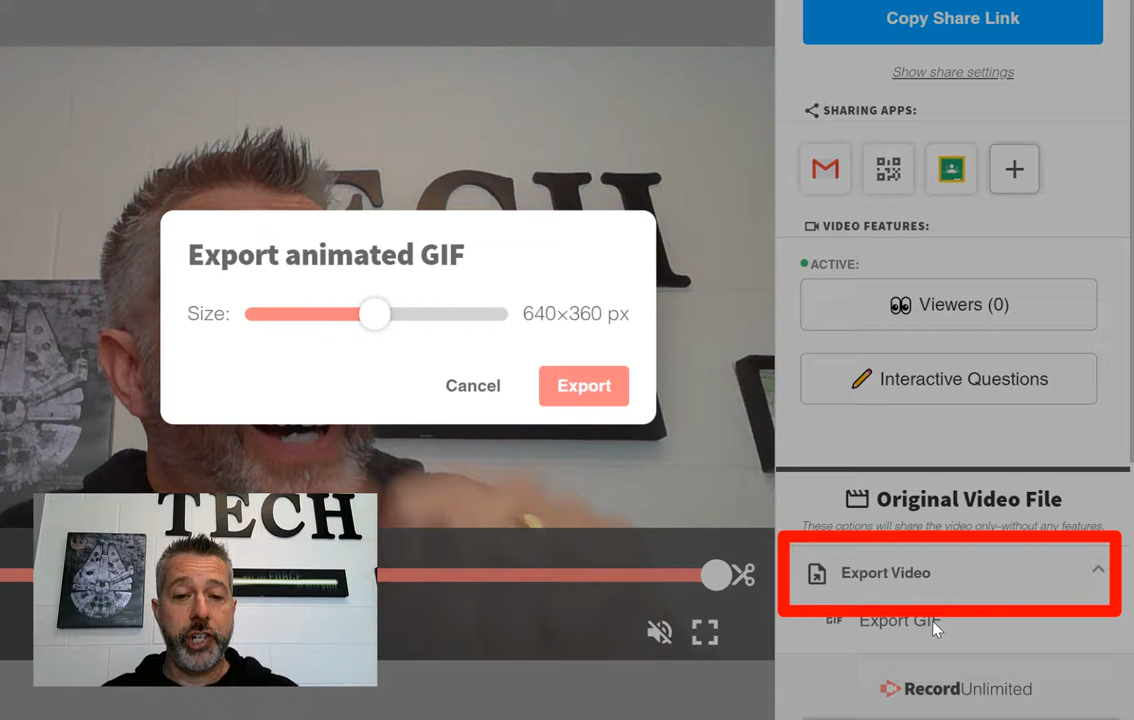 Copy Share Link
Show share settings
SHARING APPS:
VIDEO FEATURES:
ACTIVE:
Viewers (0)
Interactive Questions
Original Video File
These options will share the video only–without any features.
Export Video
GIF Export GIF
RecordUnlimited
TECH
Export animated GIF
Size: 640×360 px
Cancel Export
TECH